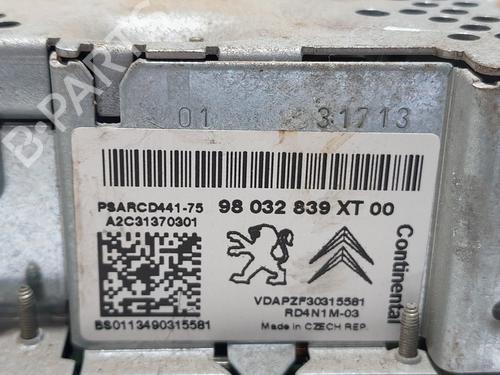 01 31713
PSARCD441-75 98 032 839 XT 00
A2C31370301
Continental
VDAPZF30315581
RD4N1M-03
BS0113490315581 Made in CZECH REP.
B-PARTS